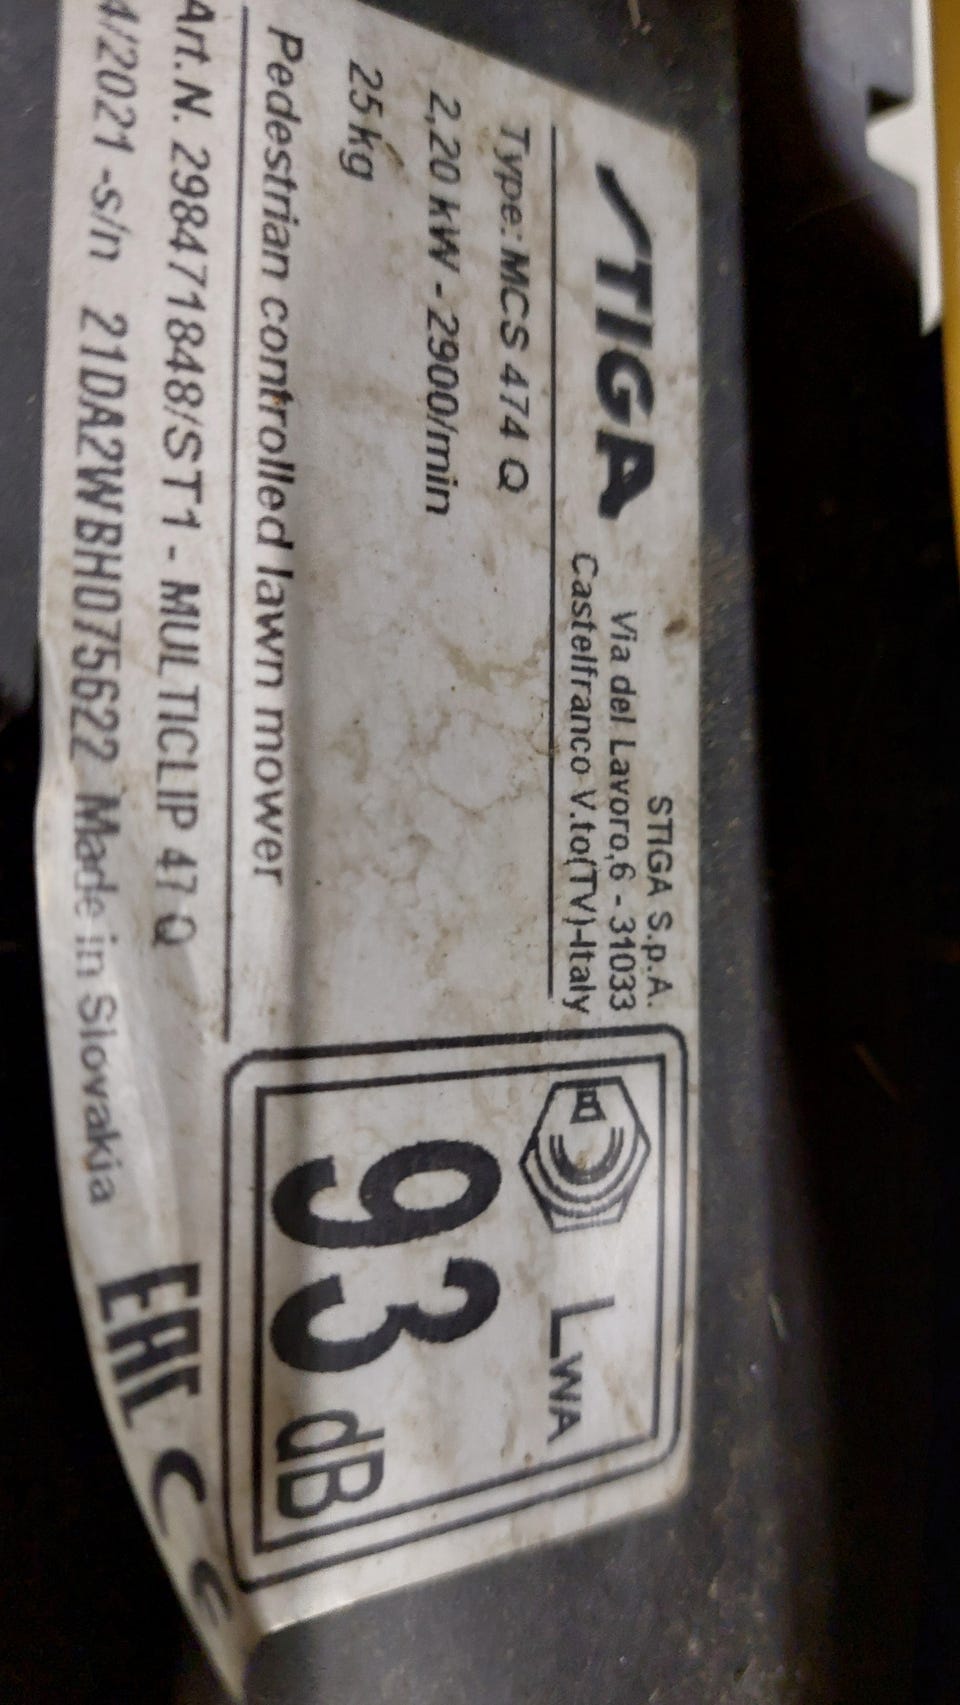 STIGA
STIGA S.p.A.
Via del Lavoro,6 - 31033
Castelfranco V.to(TV)-Italy
Type: MCS 474 Q
2,20 kW - 2900/min
25 kg
LWA
93 dB
Pedestrian controlled lawn mower
Art.N. 298471848/ST1 - MULTICLIP 47 Q
4/2021 -s/n 21DA2WBH075622 Made in Slovakia
EAC CE